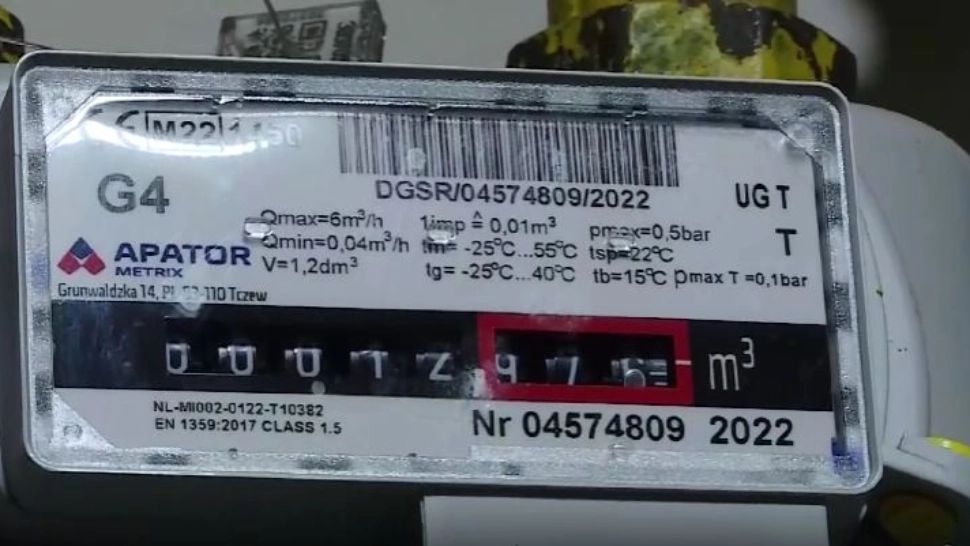 CE M22
G4
DGSR/04574809/2022
UG T
T
Qmax=6m³/h 1imp ≙ 0,01m³ pmax=0,5bar
Qmin=0,04m³/h tm= -25°C...55°C tsp=22°C
V=1,2dm³ tg= -25°C...40°C tb=15°C pmax T =0,1bar
APATOR
METRIX
Grunwaldzka 14, PL 83-110 Tczew
0 0 0 1 2 9 7 m³
NL-MI002-0122-T10382
EN 1359:2017 CLASS 1.5
Nr 04574809 2022